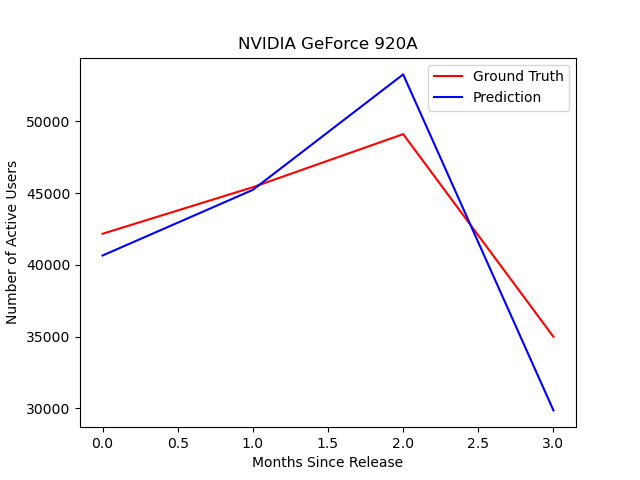 NVIDIA GeForce 920A
Ground Truth
Prediction
Number of Active Users
50000
45000
40000
35000
30000
0.0 0.5 1.0 1.5 2.0 2.5 3.0
Months Since Release